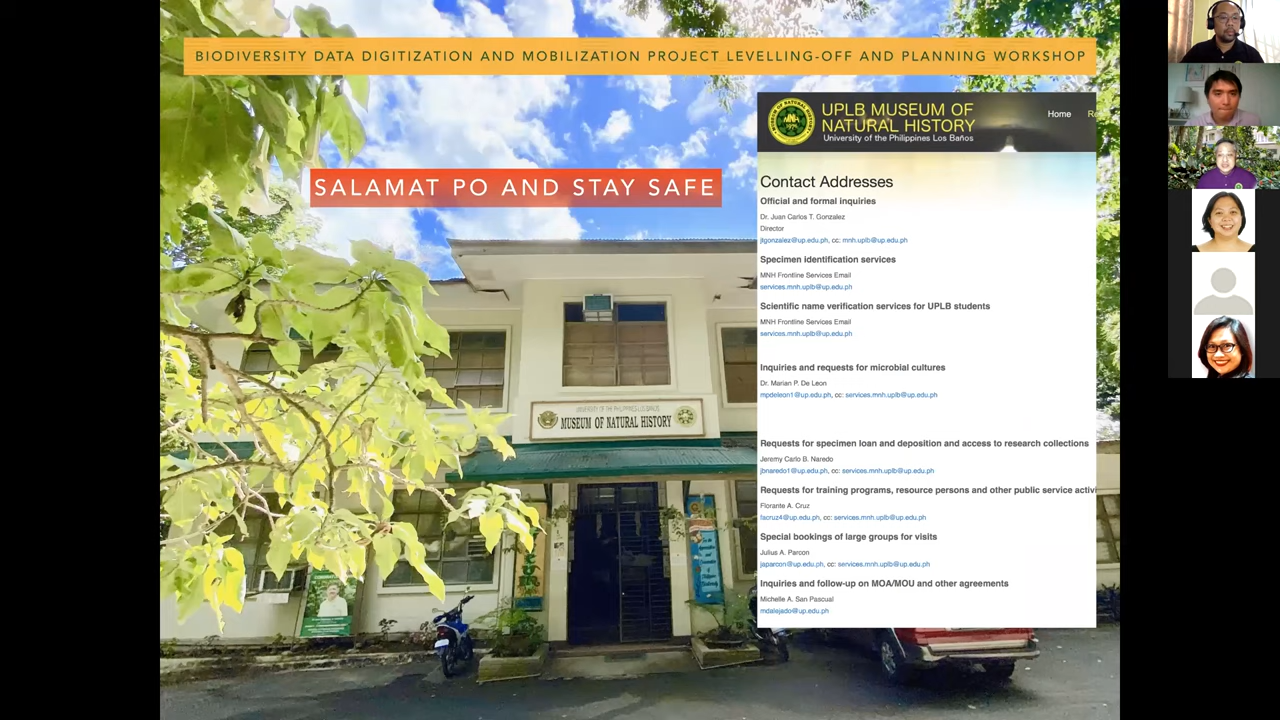 BIODIVERSITY DATA DIGITIZATION AND MOBILIZATION PROJECT LEVELLING-OFF AND PLANNING WORKSHOP
SALAMAT PO AND STAY SAFE
UPLB MUSEUM OF
NATURAL HISTORY
University of the Philippines Los Baños
Home
Contact Addresses
Official and formal inquiries
Dr. Juan Carlos T. Gonzalez
Director
jtgonzalez@up.edu.ph, cc: mnh.uplb@up.edu.ph
Specimen identification services
MNH Frontline Services Email
services.mnh.uplb@up.edu.ph
Scientific name verification services for UPLB students
MNH Frontline Services Email
services.mnh.uplb@up.edu.ph
Inquiries and requests for microbial cultures
Dr. Marian P. De Leon
mpdeleon1@up.edu.ph, cc: services.mnh.uplb@up.edu.ph
Requests for specimen loan and deposition and access to research collections
Jeremy Carlo B. Naredo
jbnaredo1@up.edu.ph, cc: services.mnh.uplb@up.edu.ph
Requests for training programs, resource persons and other public service activi
Florante A. Cruz
facruz4@up.edu.ph, cc: services.mnh.uplb@up.edu.ph
Special bookings of large groups for visits
Julius A. Parcon
japarcon@up.edu.ph, cc: services.mnh.uplb@up.edu.ph
Inquiries and follow-up on MOA/MOU and other agreements
Michelle A. San Pascual
mdalejado@up.edu.ph
UNIVERSITY OF THE PHILIPPINES LOS BAÑOS
MUSEUM OF NATURAL HISTORY